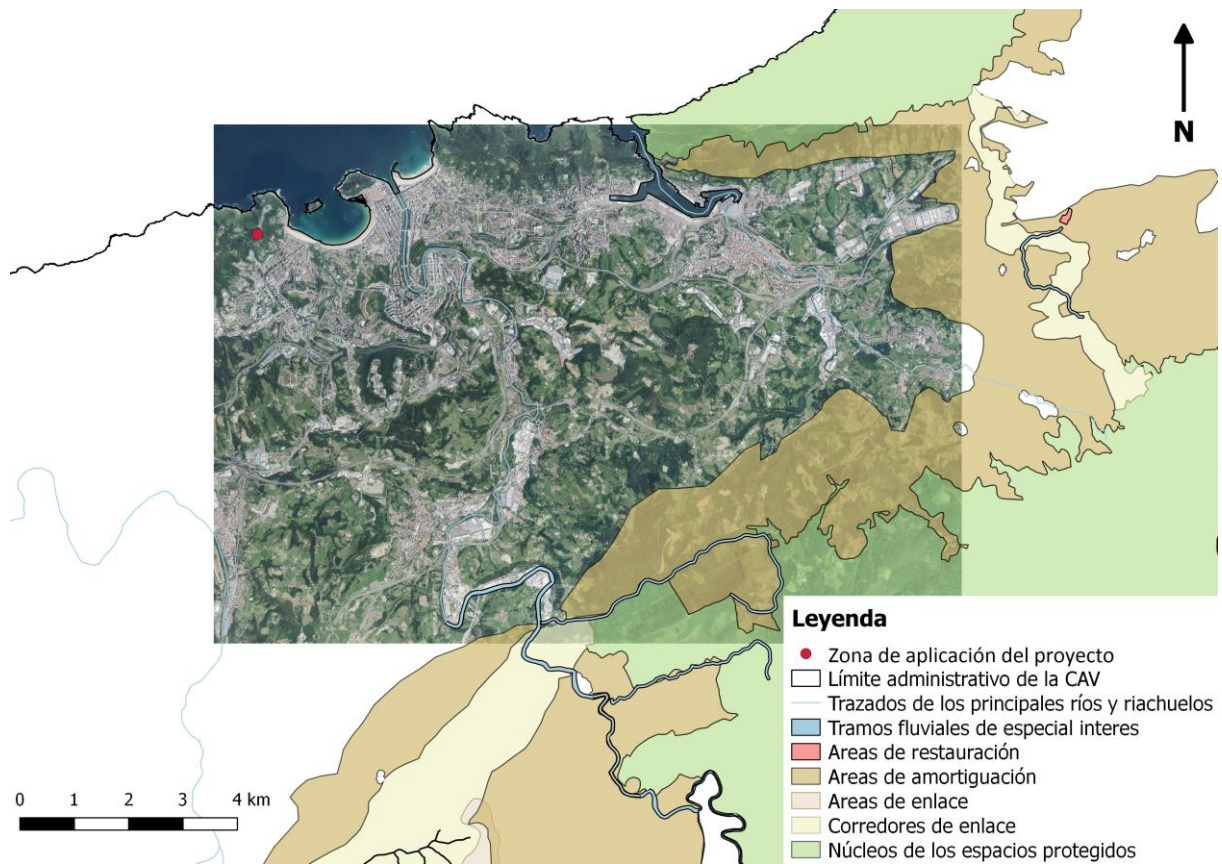 N
Leyenda
Zona de aplicación del proyecto
Límite administrativo de la CAV
Trazados de los principales ríos y riachuelos
Tramos fluviales de especial interes
Areas de restauración
Areas de amortiguación
Areas de enlace
Corredores de enlace
Núcleos de los espacios protegidos
0 1 2 3 4 km